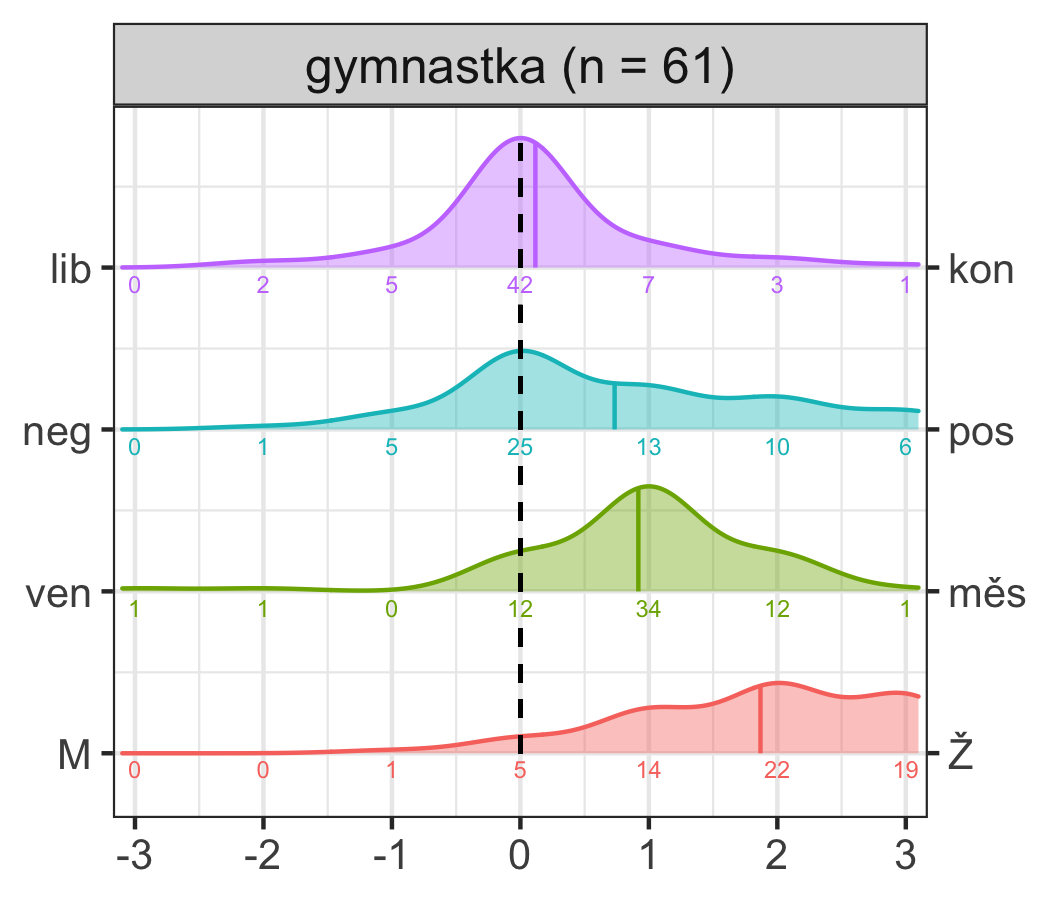 gymnastka (n = 61)
lib kon
0 2 5 42 7 3 1
neg pos
0 1 5 25 13 10 6
ven měs
1 1 0 12 34 12 1
M Ž
0 0 1 5 14 22 19
-3 -2 -1 0 1 2 3